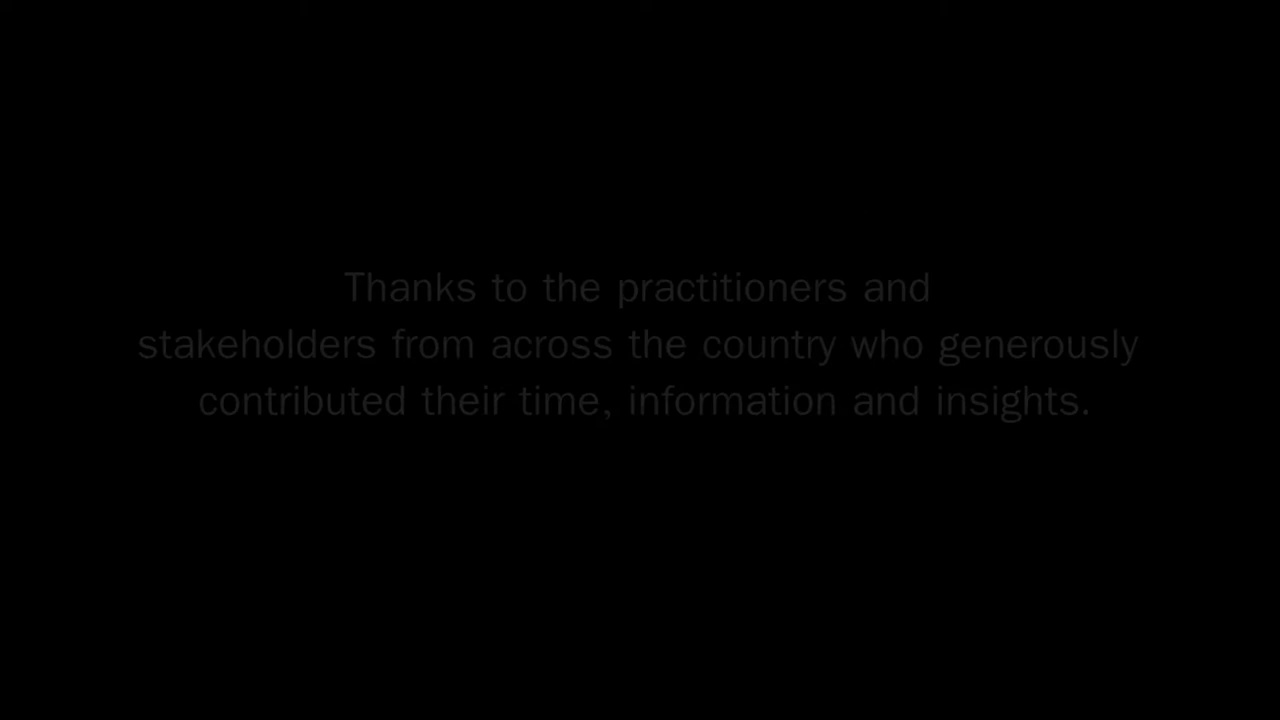 Thanks to the practitioners and
stakeholders from across the country who generously
contributed their time, information and insights.